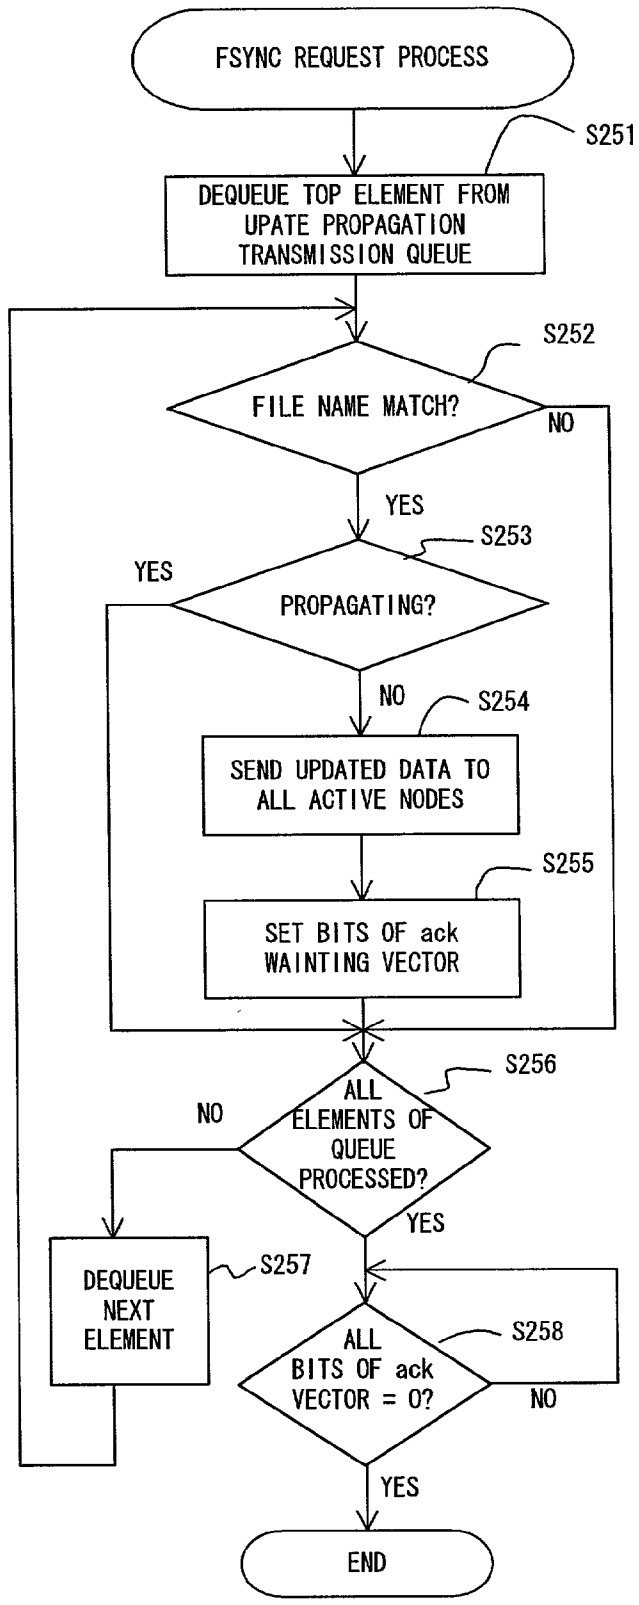 FSYNC REQUEST PROCESS
S251
DEQUEUE TOP ELEMENT FROM
UPATE PROPAGATION
TRANSMISSION QUEUE
S252
FILE NAME MATCH?
NO
YES
S253
YES
PROPAGATING?
NO
S254
SEND UPDATED DATA TO
ALL ACTIVE NODES
S255
SET BITS OF ack
WAINTING VECTOR
S256
ALL
ELEMENTS OF
QUEUE
PROCESSED?
NO
YES
S257
DEQUEUE
NEXT
ELEMENT
S258
ALL
BITS OF ack
VECTOR = 0?
NO
YES
END